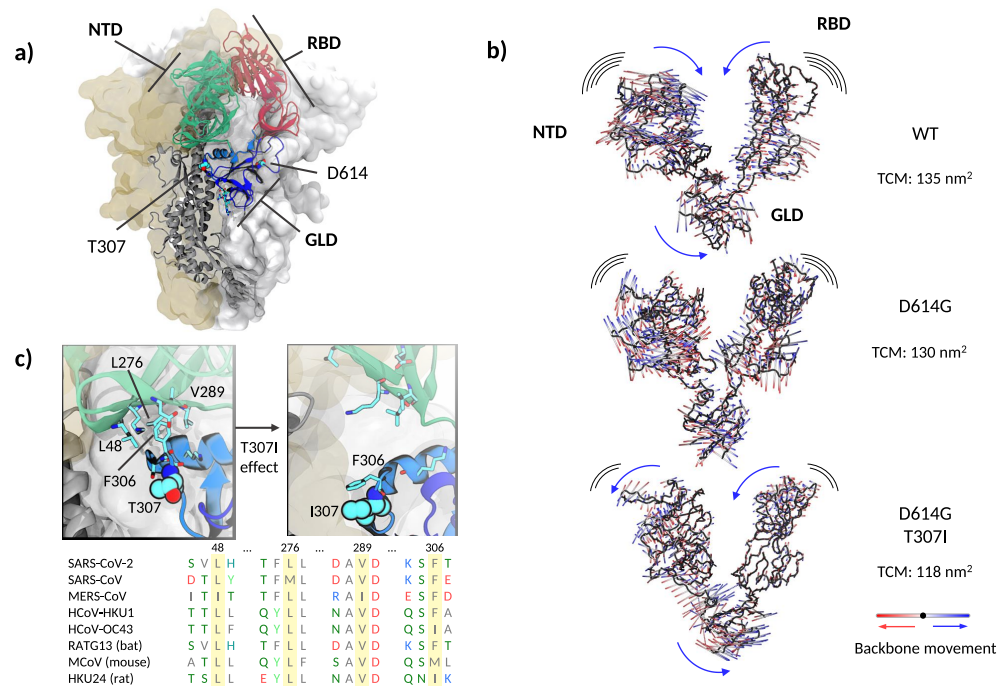 a)
NTD
RBD
D614
T307
GLD
b)
RBD
NTD
WT
TCM: 135 nm²
GLD
D614G
TCM: 130 nm²
D614G
T307I
TCM: 118 nm²
Backbone movement
c)
L276
V289
L48
F306
T307
T307I
effect
F306
I307
48 ... 276 ... 289 ... 306
SARS-CoV-2 S V L H T F L L D A V D K S F T
SARS-CoV D T L Y T F M L D A V D K S F E
MERS-CoV I T I T T F L L R A I D E S F D
HCoV-HKU1 T T L L Q Y L L N A V D Q S F A
HCoV-OC43 T T L F Q Y L L N A V D Q S I A
RATG13 (bat) S V L H T F L L D A V D K S F T
MCoV (mouse) A T L L Q Y L F S A V D Q S M L
HKU24 (rat) T S L L E Y L L N A V D Q N I K